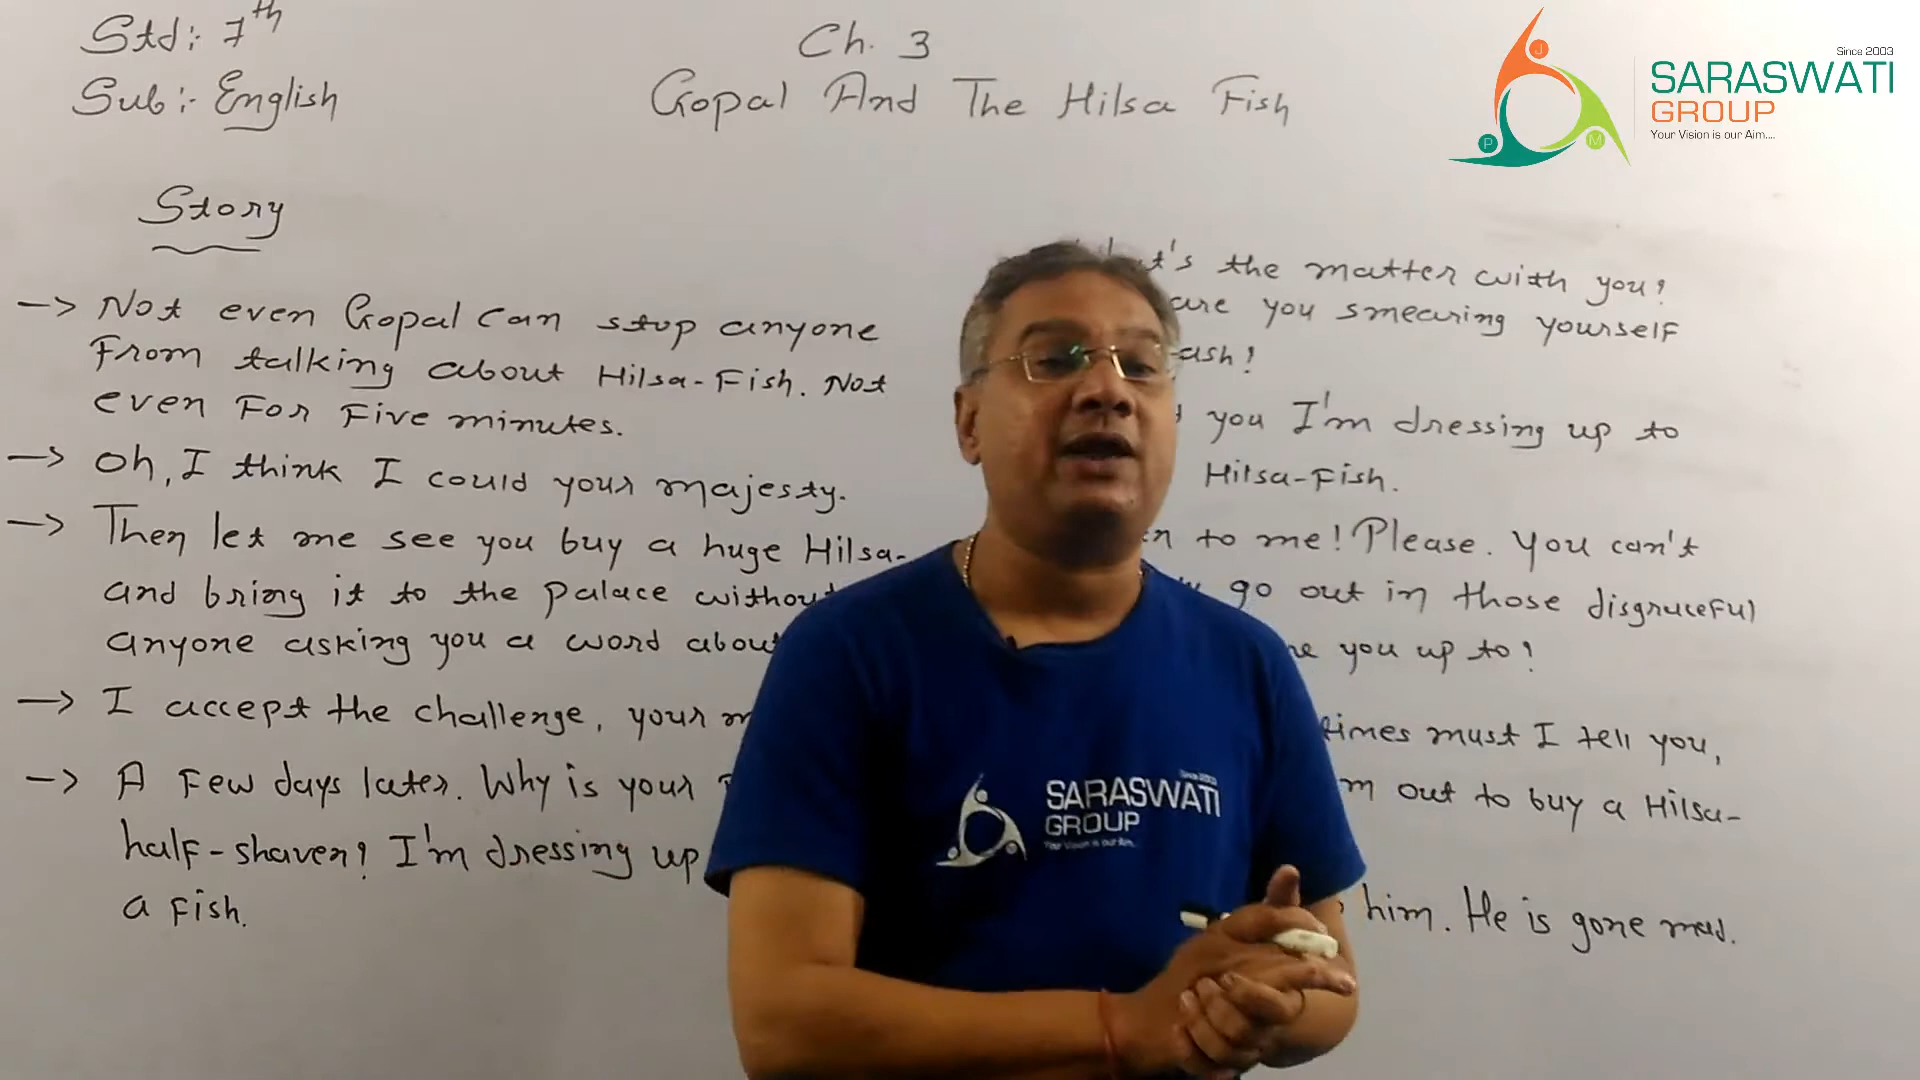 Std:- 7th
Sub:- English
Ch. 3
Gopal And The Hilsa Fish
Since 2003
SARASWATI
GROUP
Your Vision is our Aim....
J
P
M
Story
-> Not even Gopal can stop anyone
From talking about Hilsa-Fish. Not
even For Five minutes.
-> Oh, I think I could your majesty.
-> Then let me see you buy a huge Hilsa-
and bring it to the palace without
anyone asking you a word
-> I accept the challenge, your
-> A Few days later. Why is your
half-shaven? I'm dressing up
a Fish.
the matter with you?
are you smearing yourself
ash!
you I'm dressing up to
Hilsa-Fish.
to me! Please. You can't
go out in those disgraceful
you up to?
times must I tell you,
out to buy a Hilsa-
him. He is gone mad.
SARASWATI
GROUP
Your Vision is our Aim...